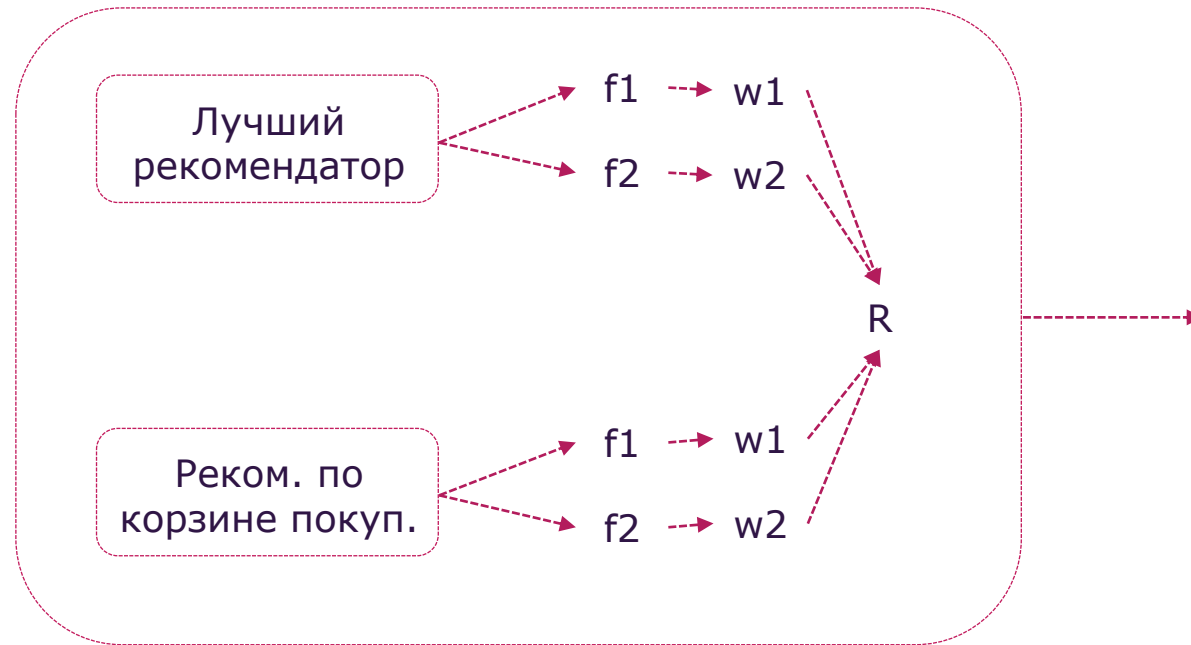 Лучший
рекомендатор
f1
w1
f2
w2
R
Реком. по
корзине покуп.
f1
w1
f2
w2